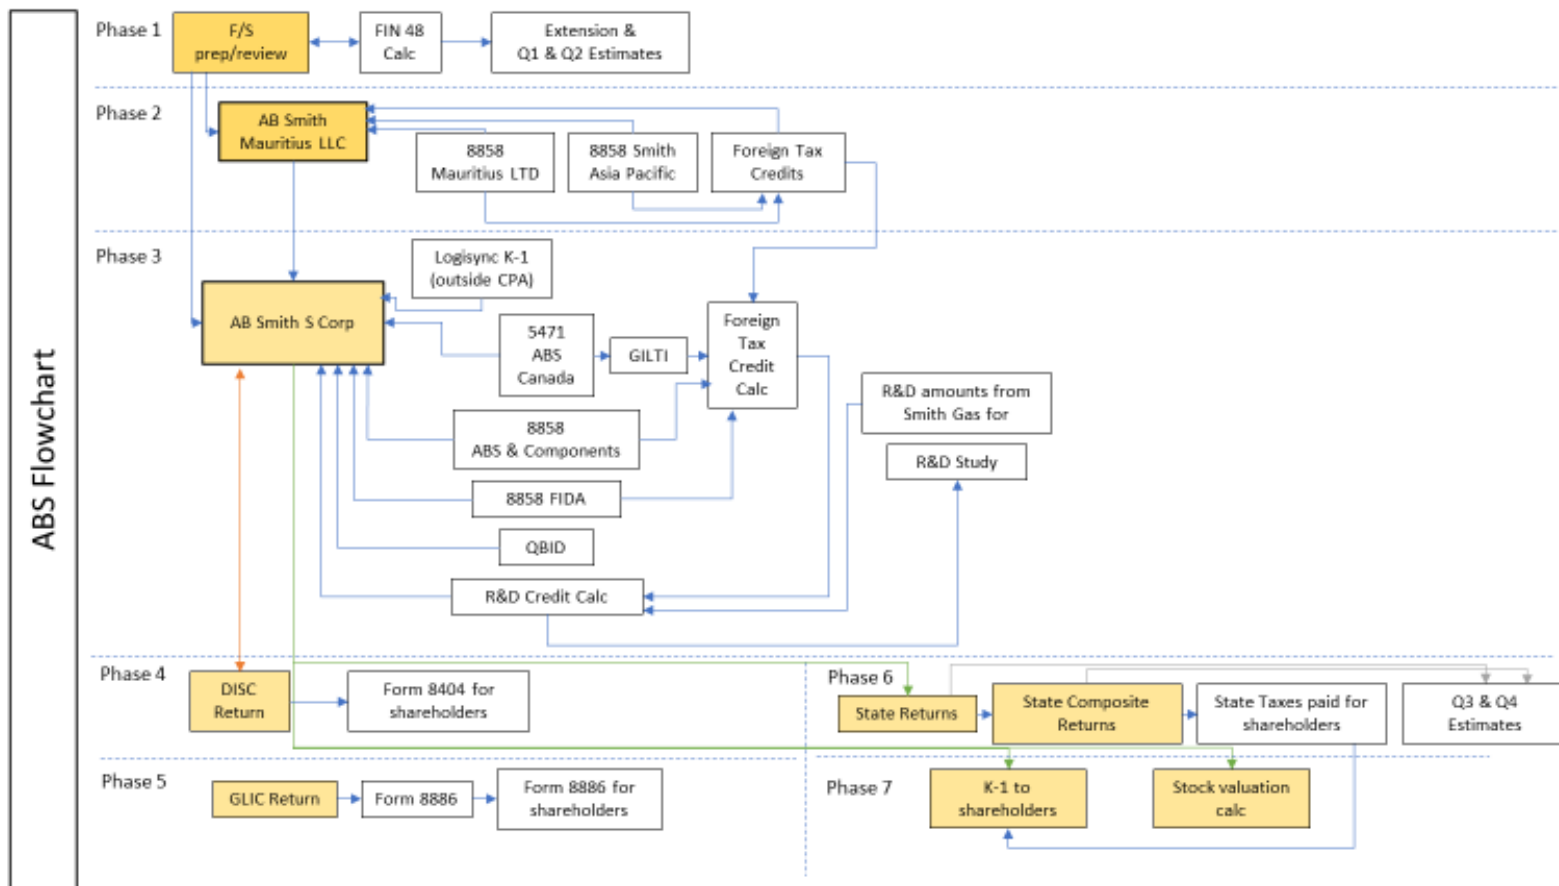 ABS Flowchart
Phase 1
F/S
prep/review
FIN 48
Calc
Extension &
Q1 & Q2 Estimates
Phase 2
AB Smith
Mauritius LLC
8858
Mauritius LTD
8858 Smith
Asia Pacific
Foreign Tax
Credits
Phase 3
Logisync K-1
(outside CPA)
AB Smith S Corp
5471
ABS
Canada
GILTI
Foreign
Tax
Credit
Calc
R&D amounts from
Smith Gas for
8858
ABS & Components
R&D Study
8858 FIDA
QBID
R&D Credit Calc
Phase 4
DISC
Return
Form 8404 for
shareholders
Phase 6
State Returns
State Composite
Returns
State Taxes paid for
shareholders
Q3 & Q4
Estimates
Phase 5
GLIC Return
Form 8886
Form 8886 for
shareholders
Phase 7
K-1 to
shareholders
Stock valuation
calc